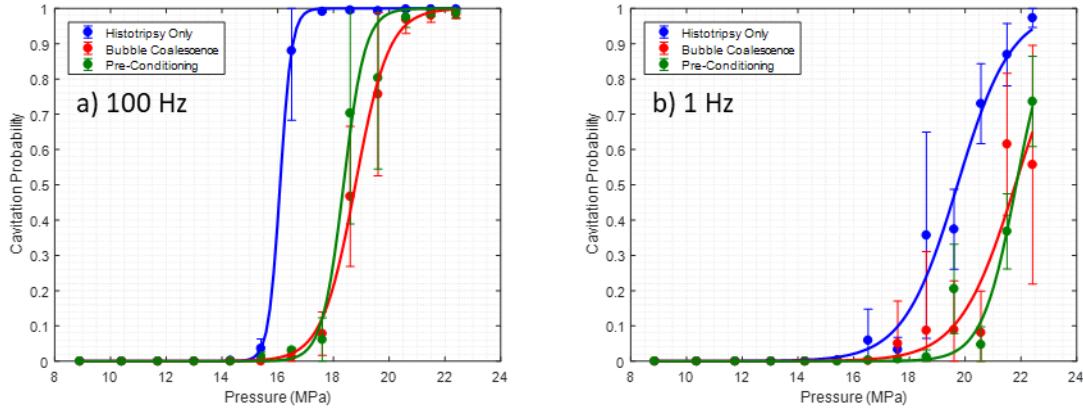 1
0.9
0.8
0.7
0.6
0.5
0.4
0.3
0.2
0.1
0
Cavitation Probability
Histotripsy Only
Bubble Coalescence
Pre-Conditioning
a) 100 Hz
8 10 12 14 16 18 20 22 24
Pressure (MPa)
1
0.9
0.8
0.7
0.6
0.5
0.4
0.3
0.2
0.1
0
Cavitation Probability
Histotripsy Only
Bubble Coalescence
Pre-Conditioning
b) 1 Hz
8 10 12 14 16 18 20 22 24
Pressure (MPa)